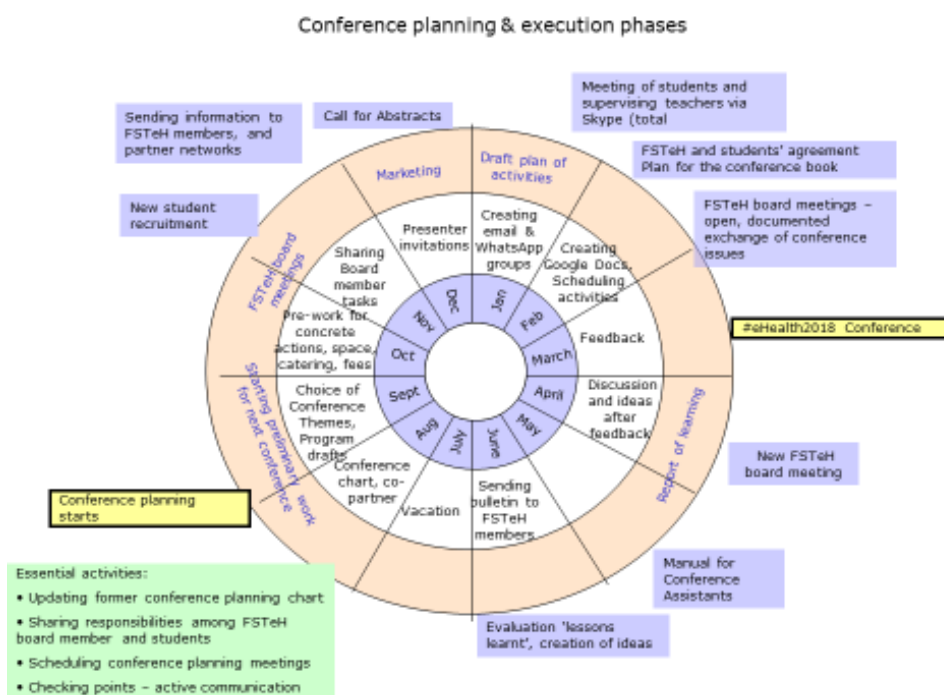 Conference planning & execution phases
Meeting of students and
supervising teachers via
Skype (total
Sending information to
FSTeH members, and
partner networks
Call for Abstracts
FSTeH and students' agreement
Plan for the conference book
Marketing
Draft plan of
activities
New student
recruitment
FSTeH board meetings –
open, documented
exchange of conference
issues
Presenter
invitations
Creating
email &
WhatsApp
groups
Sharing
Board
member
tasks
Creating
Google Docs,
Scheduling
activities
FSTeH board
meetings
Pre-work for
concrete
actions, space,
catering, fees
Feedback
#eHealth2018 Conference
Jan
Feb
March
April
May
June
July
Aug
Sept
Oct
Nov
Dec
Choice of
Conference
Themes,
Program
drafts
Discussion
and ideas
after
feedback
Starting preliminary work
for next conference
Report of learning
New FSTeH
board meeting
Conference
chart, co-
partner
Vacation
Sending
bulletin to
FSTeH
members
Conference planning
starts
Manual for
Conference
Assistants
Evaluation 'lessons
learnt', creation of ideas
Essential activities:
• Updating former conference planning chart
• Sharing responsibilities among FSTeH
board member and students
• Scheduling conference planning meetings
• Checking points – active communication